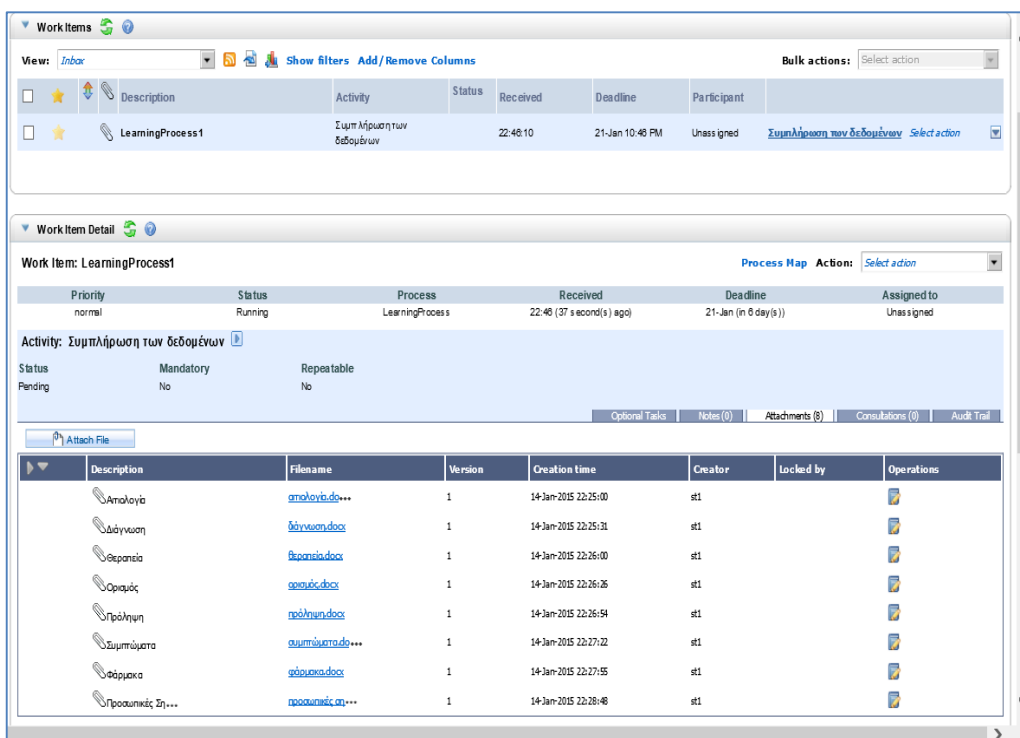 Work Items
View: Inbox Show filters Add/Remove Columns Bulk actions: Select action
Description Activity Status Received Deadline Participant
LearningProcess1 Συμπλήρωση των δεδομένων 22:46:10 21-Jan 10:46 PM Unassigned Συμπλήρωση των δεδομένων Select action
Work Item Detail
Work Item: LearningProcess1 Process Map Action: Select action
Priority Status Process Received Deadline Assigned to
normal Running LearningProcess 22:46 (37 second(s) ago) 21-Jan (in 6 day(s)) Unassigned
Activity: Συμπλήρωση των δεδομένων
Status Mandatory Repeatable
Pending No No
Optional Tasks Notes (0) Attachments (8) Consultations (0) Audit Trail
Attach File
Description Filename Version Creation time Creator Locked by Operations
Αιτιολογία αιτιολογία.do... 1 14-Jan-2015 22:25:00 st1
Διάγνωση διάγνωση.docx 1 14-Jan-2015 22:25:31 st1
Θεραπεία θεραπεία.docx 1 14-Jan-2015 22:26:00 st1
Ορισμός ορισμός.docx 1 14-Jan-2015 22:26:26 st1
Πρόληψη πρόληψη.docx 1 14-Jan-2015 22:26:54 st1
Συμπτώματα συμπτώματα.do... 1 14-Jan-2015 22:27:22 st1
Φάρμακα φάρμακα.docx 1 14-Jan-2015 22:27:55 st1
Προσωπικές Ση... προσωπικές ση... 1 14-Jan-2015 22:28:48 st1